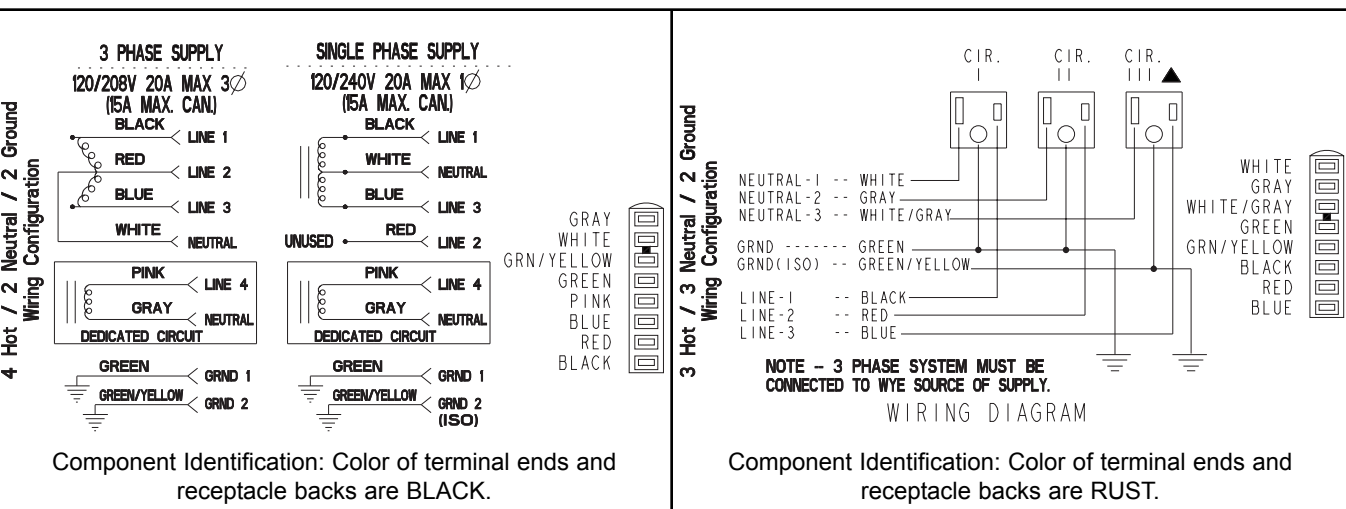 4 Hot / 2 Neutral / 2 Ground
Wiring Configuration
3 PHASE SUPPLY
120/208V 20A MAX 3Ø
(15A MAX. CAN.)
BLACK
LINE 1
RED
LINE 2
BLUE
LINE 3
WHITE
NEUTRAL
PINK
LINE 4
GRAY
NEUTRAL
DEDICATED CIRCUIT
GREEN
GRND 1
GREEN/YELLOW
GRND 2
SINGLE PHASE SUPPLY
120/240V 20A MAX 1Ø
(15A MAX. CAN.)
BLACK
LINE 1
WHITE
NEUTRAL
BLUE
LINE 3
UNUSED
RED
LINE 2
PINK
LINE 4
GRAY
NEUTRAL
DEDICATED CIRCUIT
GREEN
GRND 1
GREEN/YELLOW
GRND 2
(ISO)
GRAY
WHITE
GRN/YELLOW
GREEN
PINK
BLUE
RED
BLACK
Component Identification: Color of terminal ends and
receptacle backs are BLACK.
3 Hot / 3 Neutral / 2 Ground
Wiring Configuration
CIR.
I
CIR.
II
CIR.
III
NEUTRAL-1 -- WHITE
NEUTRAL-2 -- GRAY
NEUTRAL-3 -- WHITE/GRAY
GRND ------- GREEN
GRND(ISO) -- GREEN/YELLOW
LINE-1 -- BLACK
LINE-2 -- RED
LINE-3 -- BLUE
NOTE – 3 PHASE SYSTEM MUST BE
CONNECTED TO WYE SOURCE OF SUPPLY.
WIRING DIAGRAM
WHITE
GRAY
WHITE/GRAY
GREEN
GRN/YELLOW
BLACK
RED
BLUE
Component Identification: Color of terminal ends and
receptacle backs are RUST.